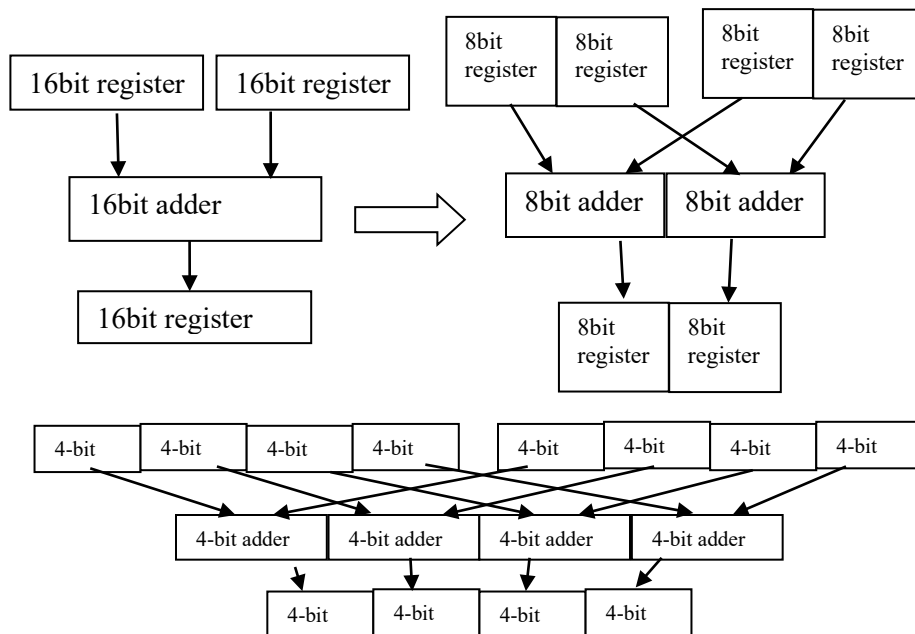 16bit register
16bit register
16bit adder
16bit register
8bit
register
8bit
register
8bit
register
8bit
register
8bit adder
8bit adder
8bit
register
8bit
register
4-bit
4-bit
4-bit
4-bit
4-bit
4-bit
4-bit
4-bit
4-bit adder
4-bit adder
4-bit adder
4-bit adder
4-bit
4-bit
4-bit
4-bit